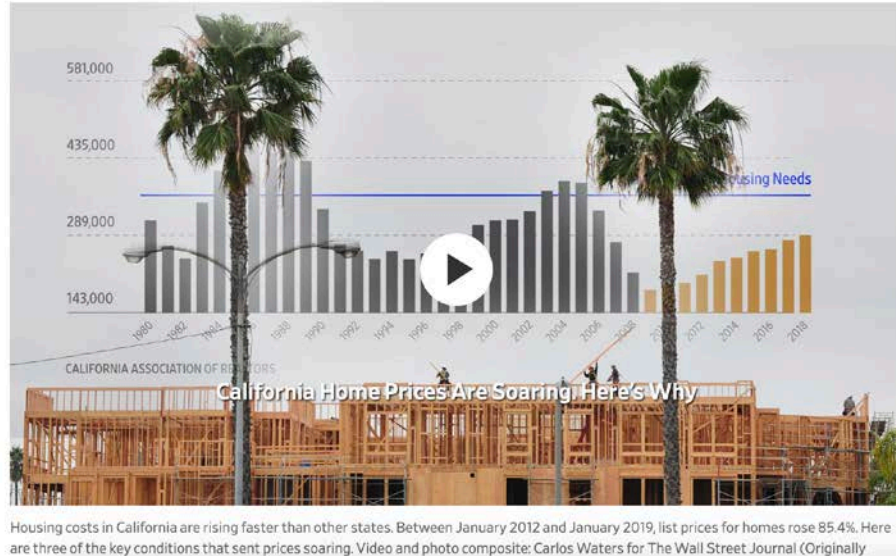 581,000
435,000
Housing Needs
289,000
143,000
1980 1982 1984 1988 1990 1992 1994 1996 1998 2000 2002 2004 2006 2008 2012 2014 2016 2018
CALIFORNIA ASSOCIATION OF REALTORS
California Home Prices Are Soaring. Here's Why
Housing costs in California are rising faster than other states. Between January 2012 and January 2019, list prices for homes rose 85.4%. Here
are three of the key conditions that sent prices soaring. Video and photo composite: Carlos Waters for The Wall Street Journal (Originally